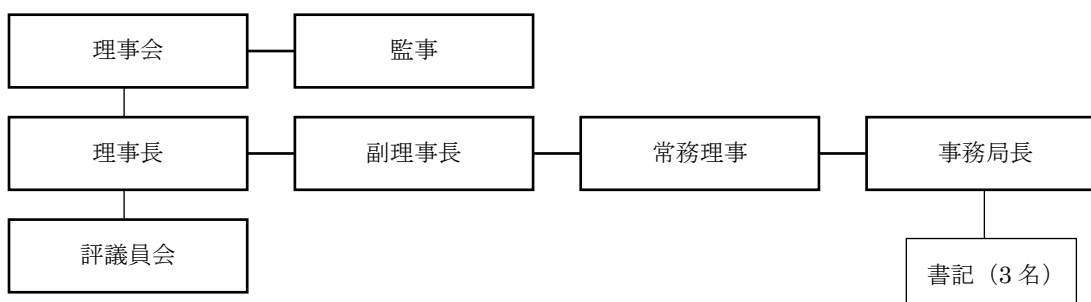 理事会
監事
理事長
副理事長
常務理事
事務局長
評議員会
書記（3 名）